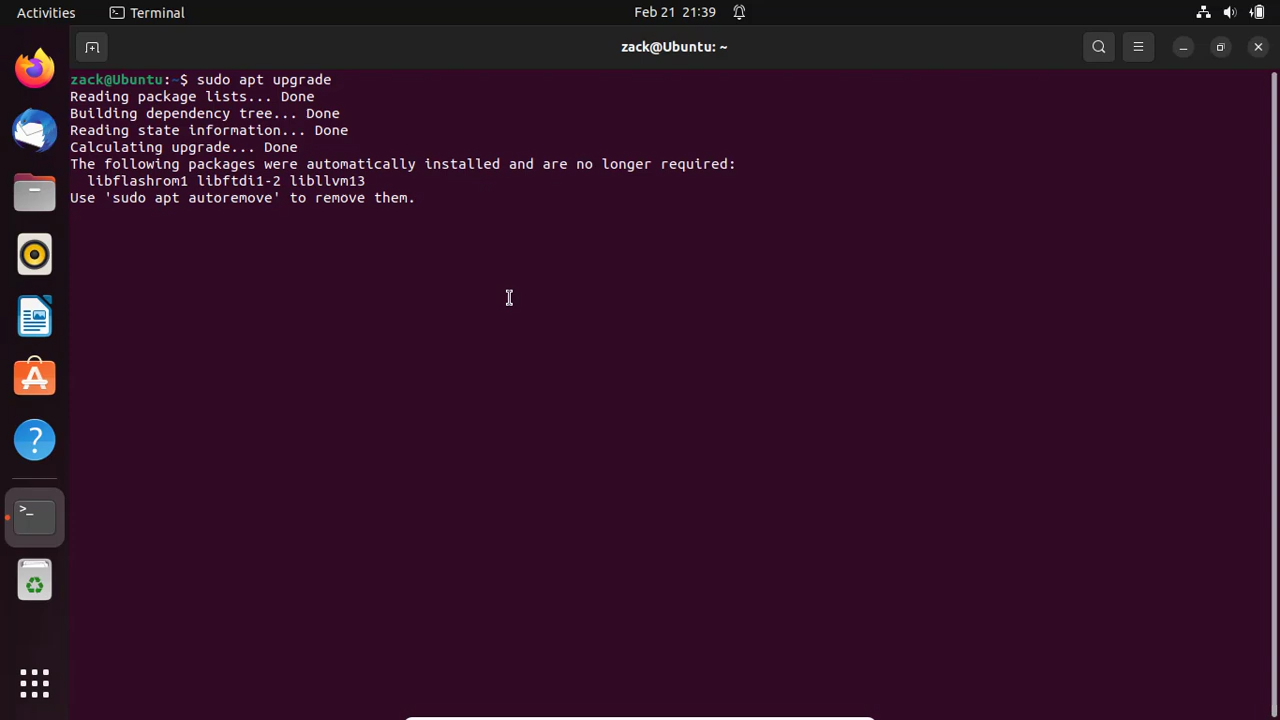 Activities Terminal Feb 21 21:39
zack@Ubuntu: ~
zack@Ubuntu:~$ sudo apt upgrade
Reading package lists... Done
Building dependency tree... Done
Reading state information... Done
Calculating upgrade... Done
The following packages were automatically installed and are no longer required:
  libflashrom1 libftdi1-2 libllvm13
Use 'sudo apt autoremove' to remove them.